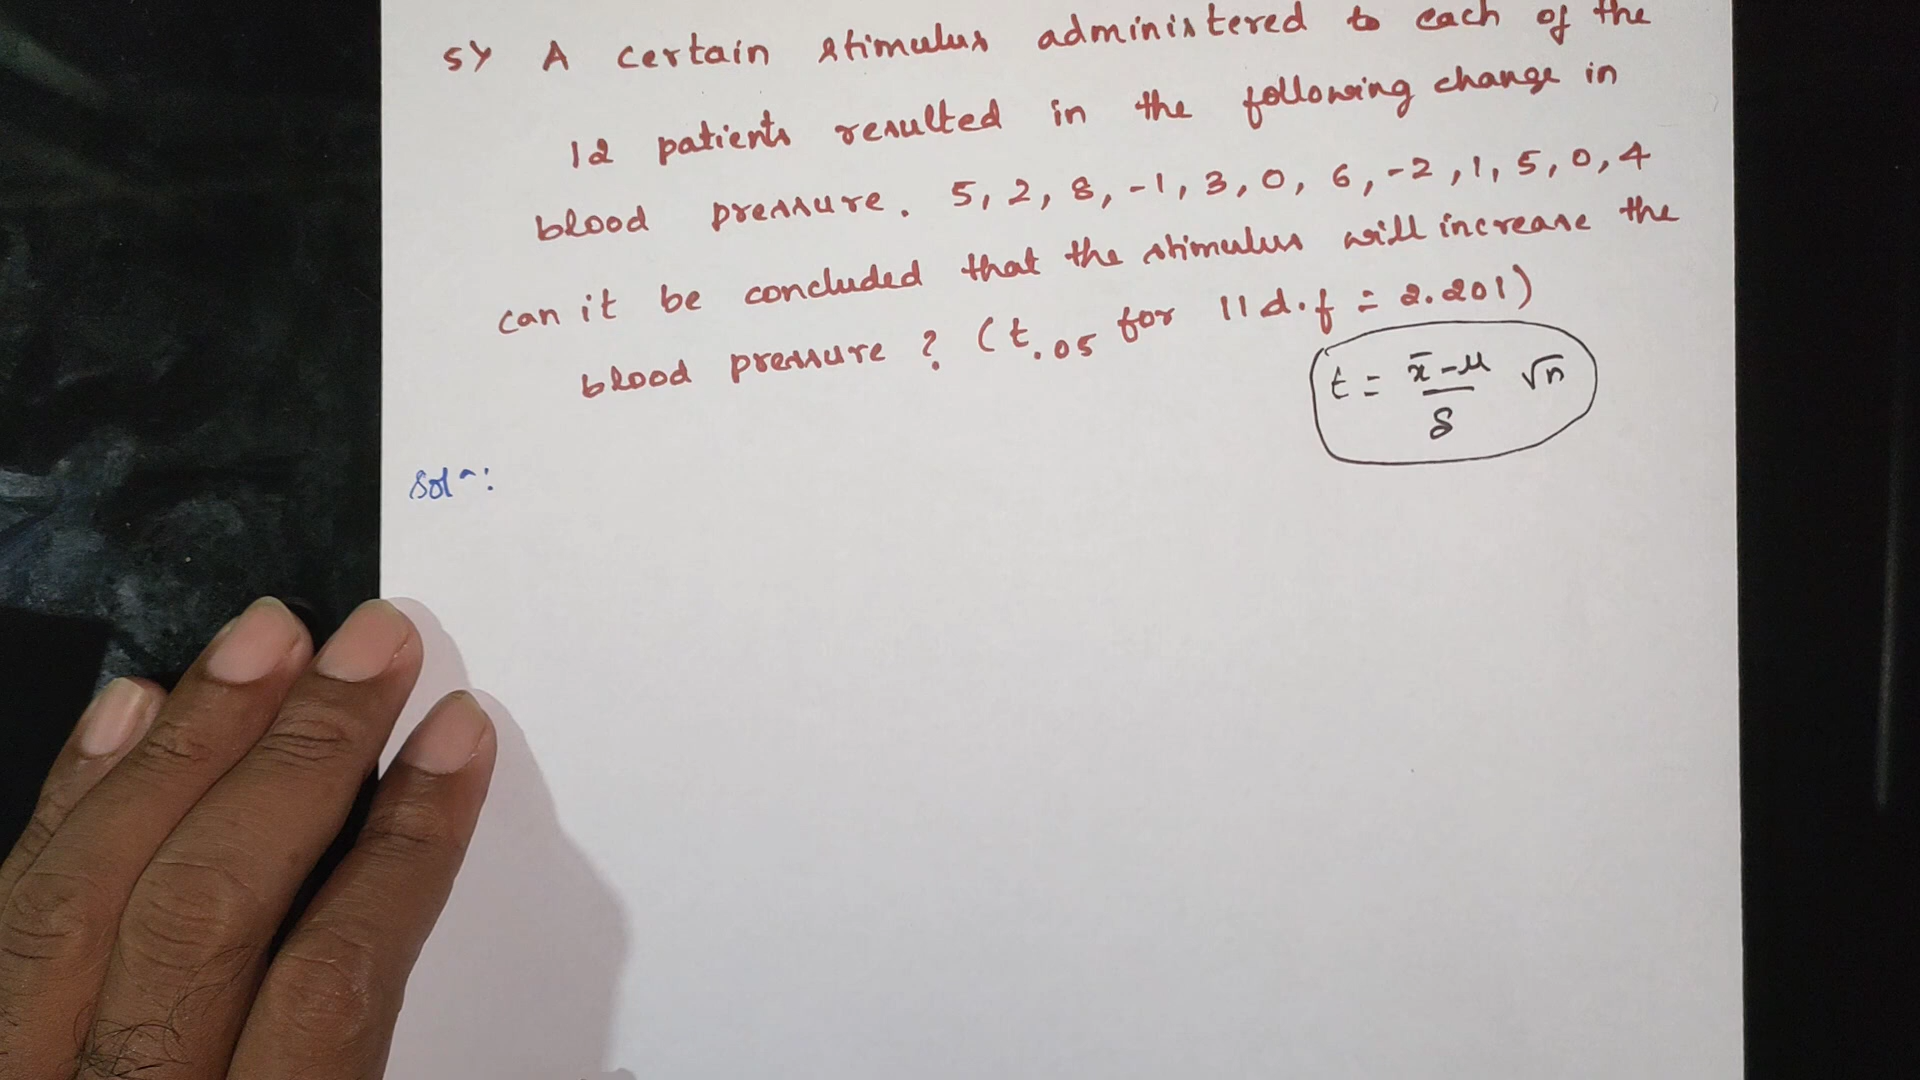 5) A certain stimulus administered to each of the
12 patients resulted in the following change in
blood pressure. 5, 2, 8, -1, 3, 0, 6, -2, 1, 5, 0, 4
can it be concluded that the stimulus will increase the
blood pressure ? (t.05 for 11 d.f = 2.201)
t = x̄-μ/s √n
Soln: